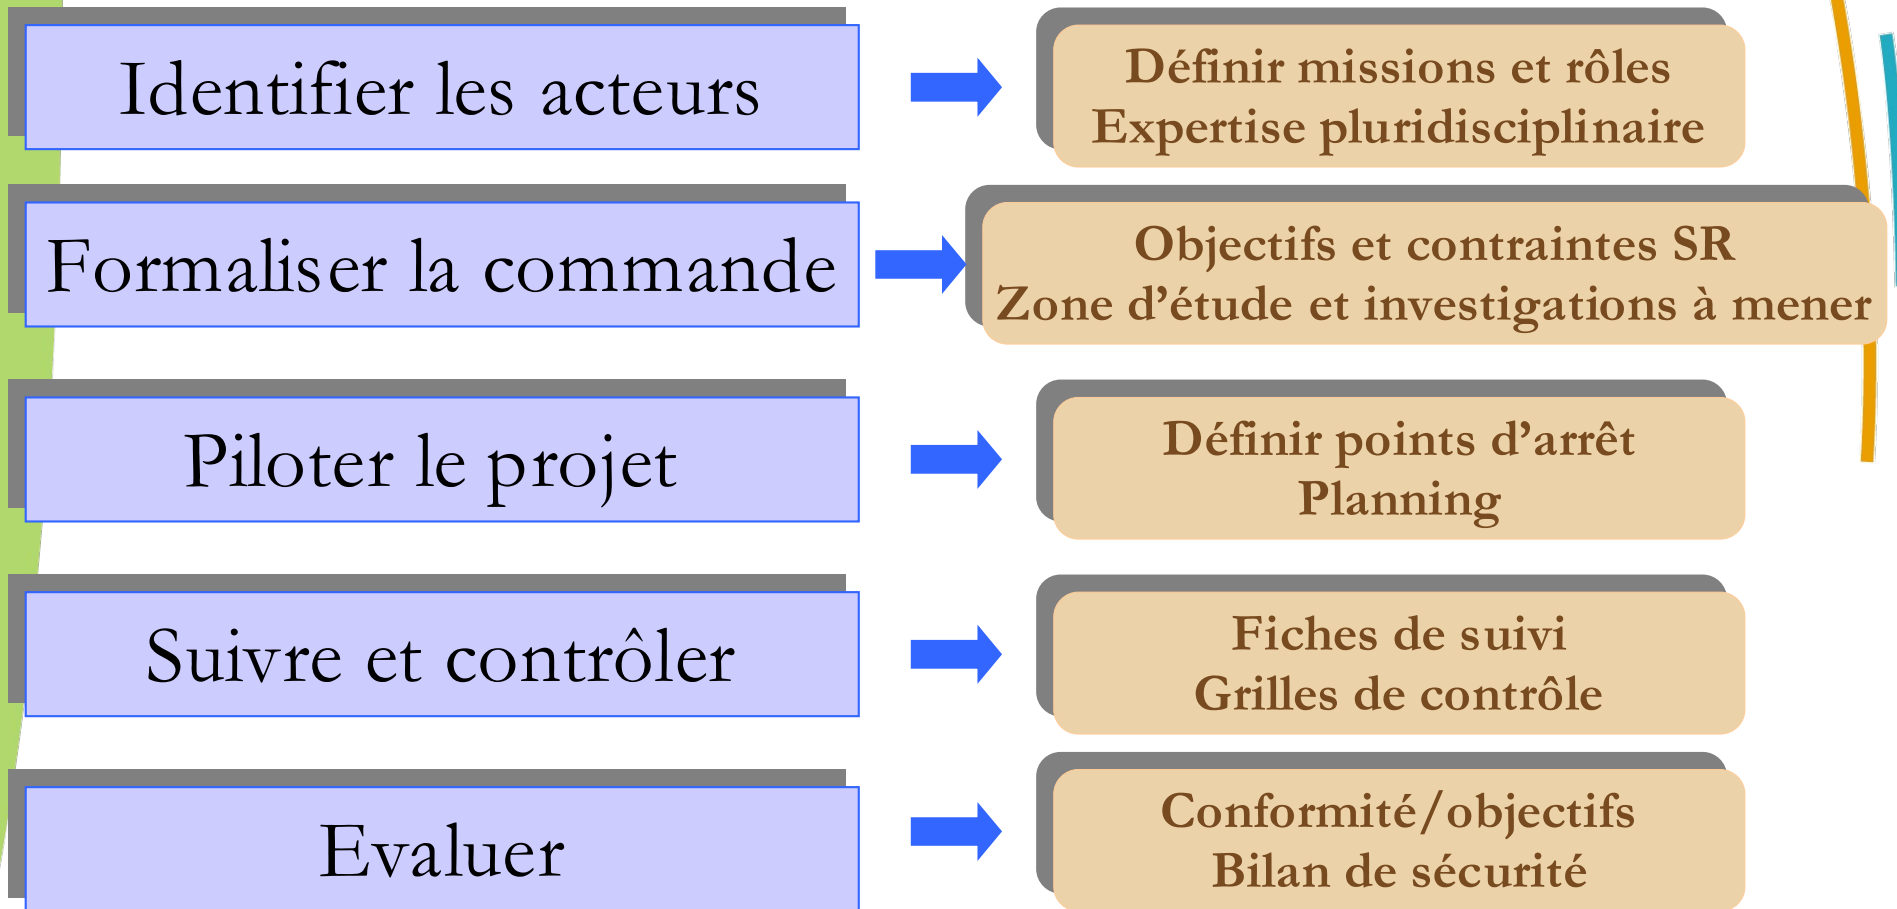 Identifier les acteurs
Définir missions et rôles
Expertise pluridisciplinaire
Formaliser la commande
Objectifs et contraintes SR
Zone d’étude et investigations à mener
Piloter le projet
Définir points d’arrêt
Planning
Suivre et contrôler
Fiches de suivi
Grilles de contrôle
Evaluer
Conformité/objectifs
Bilan de sécurité